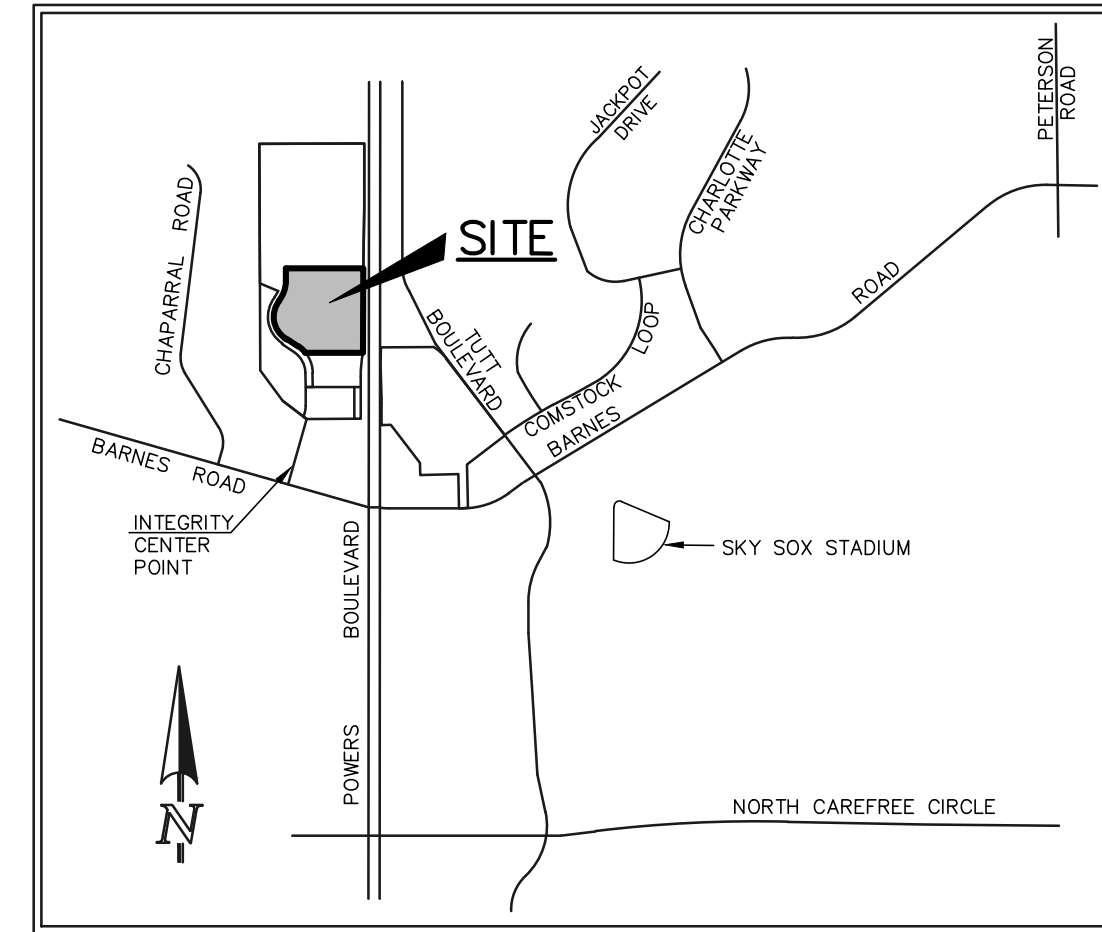 PETERSON
ROAD
JACKPOT
DRIVE
CHARLOTTE
PARKWAY
CHAPARRAL ROAD
SITE
ROAD
TUTT
BOULEVARD
LOOP
COMSTOCK
BARNES
BARNES ROAD
INTEGRITY
CENTER
POINT
BOULEVARD
SKY SOX STADIUM
POWERS
NORTH CAREFREE CIRCLE
N